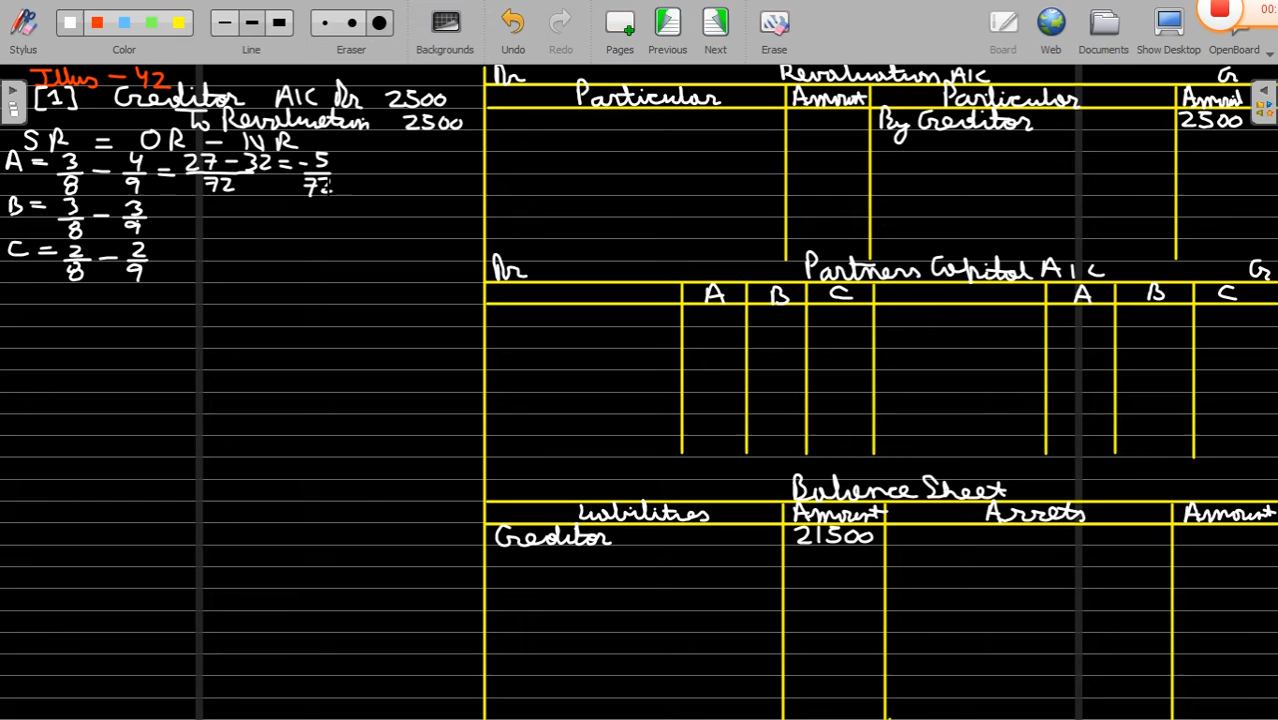 00:
Stylus
Color
Line
Eraser
Backgrounds
Undo
Redo
Pages
Previous
Next
Erase
Board
Web
Documents
Show Desktop
OpenBoard
Illus - 42
[1] Creditor A/C Dr 2500
To Revaluation 2500
SR = OR - NR
A = 3/8 - 4/9 = 27-32/72 = -5/72
B = 3/8 - 3/9
C = 2/8 - 2/9
Dr Revaluation A/C Cr
Particular Amount Particular Amount
By Creditor 2500
Dr Partners Capital A/C Cr
A B C A B C
Balance Sheet
Liabilities Amount Assets Amount
Creditor 21500